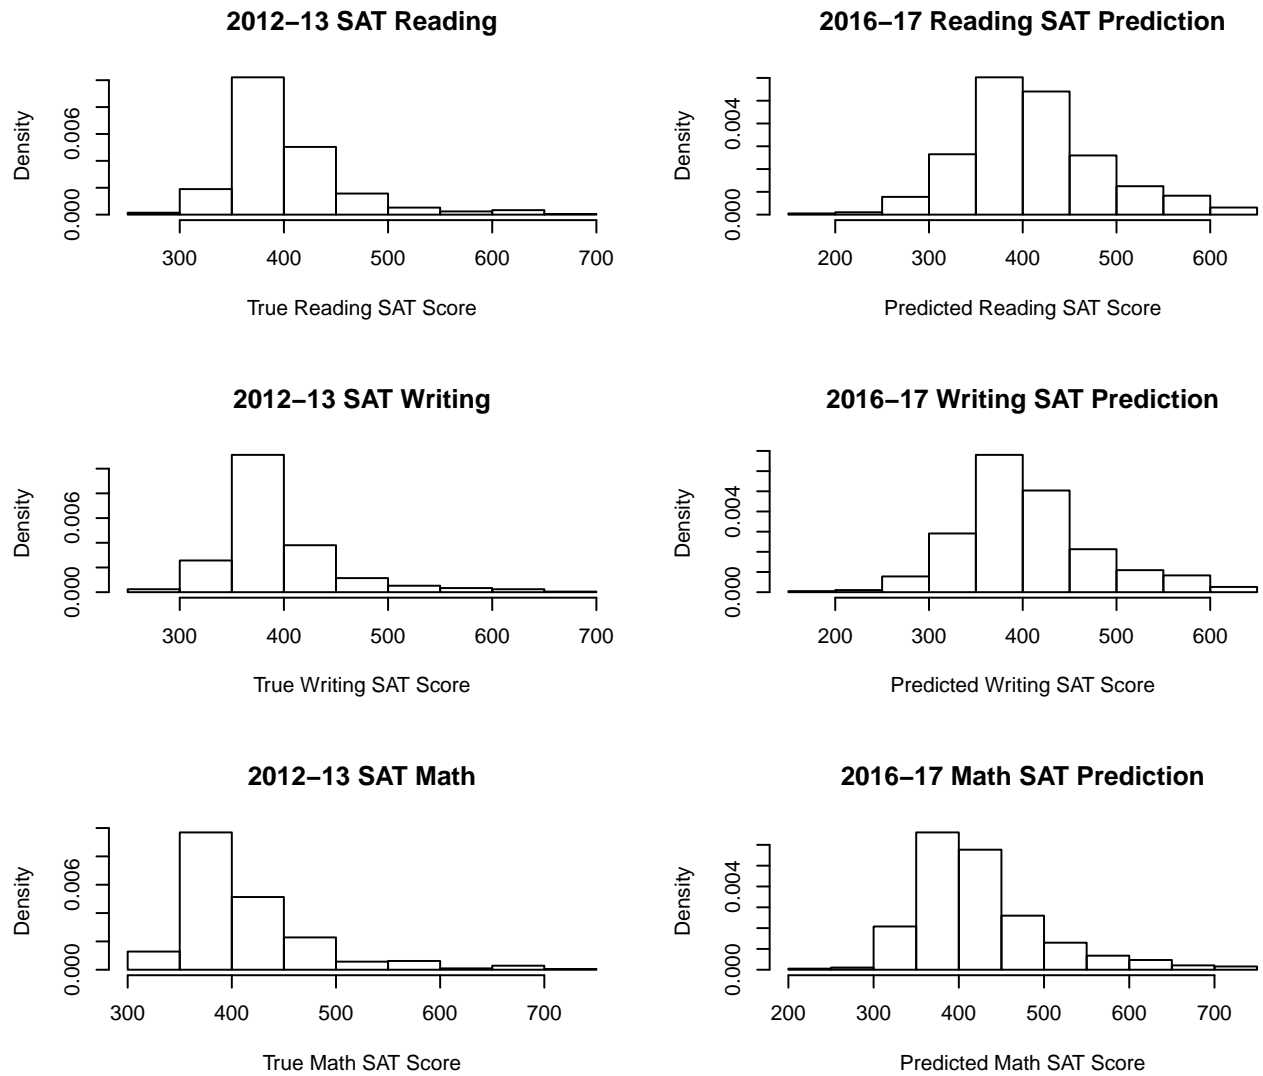 2012–13 SAT Reading
Density
0.000 0.006
300 400 500 600 700
True Reading SAT Score
2016–17 Reading SAT Prediction
Density
0.000 0.004
200 300 400 500 600
Predicted Reading SAT Score
2012–13 SAT Writing
Density
0.000 0.006
300 400 500 600 700
True Writing SAT Score
2016–17 Writing SAT Prediction
Density
0.000 0.004
200 300 400 500 600
Predicted Writing SAT Score
2012–13 SAT Math
Density
0.000 0.006
300 400 500 600 700
True Math SAT Score
2016–17 Math SAT Prediction
Density
0.000 0.004
200 300 400 500 600 700
Predicted Math SAT Score